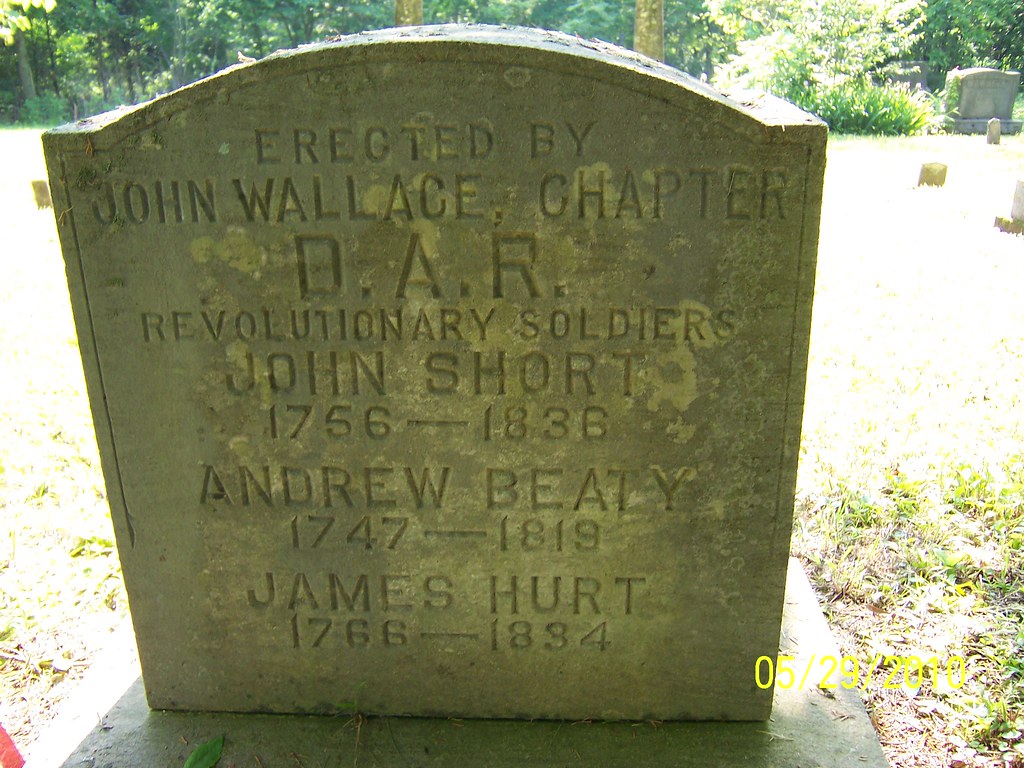 ERECTED BY
JOHN WALLACE, CHAPTER
D.A.R.
REVOLUTIONARY SOLDIERS
JOHN SHORT
1756—1836
ANDREW BEATY
1747—1819
JAMES HURT
1766—1834
05/29/2010